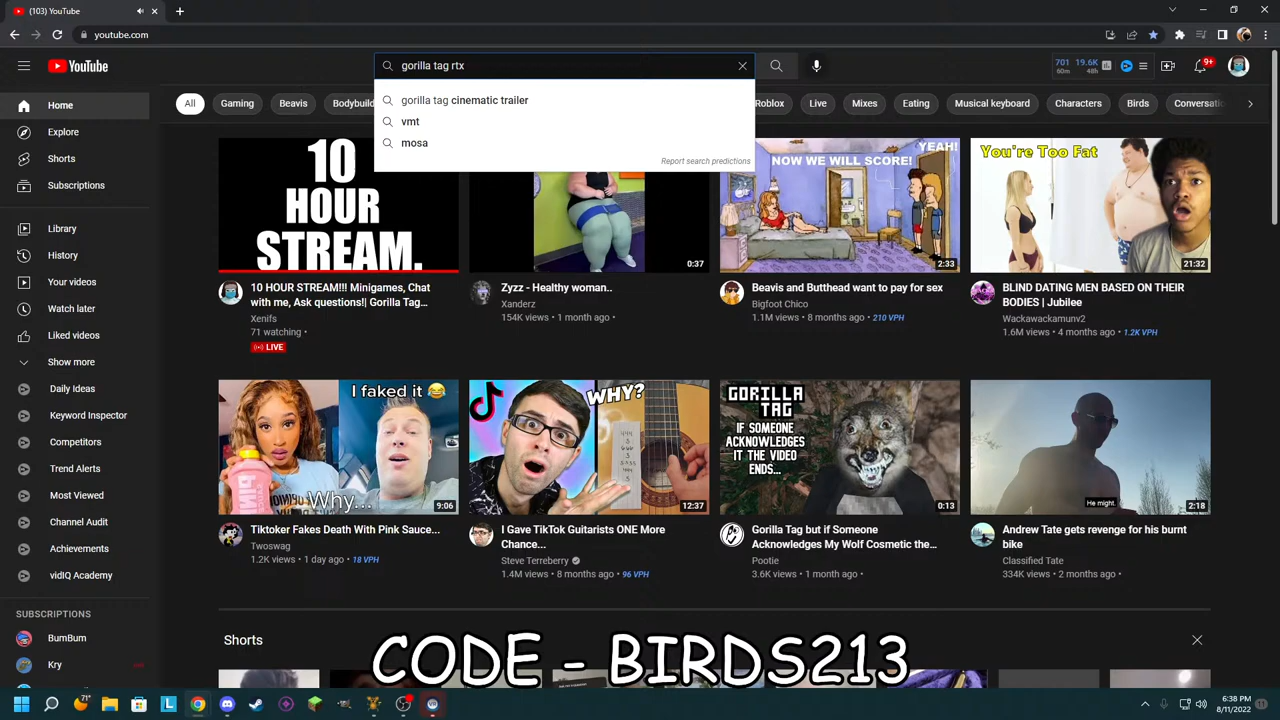 (103) YouTube
youtube.com
YouTube
gorilla tag rtx
701 19.6K
60m 48h
9+
gorilla tag cinematic trailer
vmt
mosa
Report search predictions
All
Gaming
Beavis
Bodybuild
Roblox
Live
Mixes
Eating
Musical keyboard
Characters
Birds
Conversatio
Home
Explore
Shorts
Subscriptions
Library
History
Your videos
Watch later
Liked videos
Show more
Daily Ideas
Keyword Inspector
Competitors
Trend Alerts
Most Viewed
Channel Audit
Achievements
vidIQ Academy
SUBSCRIPTIONS
BumBum
Kry
10
HOUR
STREAM.
10 HOUR STREAM!!! Minigames, Chat
with me, Ask questions!| Gorilla Tag...
Xenifs
71 watching •
LIVE
0:37
Zyzz - Healthy woman..
Xanderz
154K views • 1 month ago •
YEAH!
NOW WE WILL SCORE!
2:33
Beavis and Butthead want to pay for sex
Bigfoot Chico
1.1M views • 8 months ago • 210 VPH
You're Too Fat
21:32
BLIND DATING MEN BASED ON THEIR
BODIES | Jubilee
Wackawackamunv2
1.6M views • 4 months ago • 1.2K VPH
I faked it
Why...
9:06
Tiktoker Fakes Death With Pink Sauce...
Twoswag
1.2K views • 1 day ago • 18 VPH
WHY?
12:37
I Gave TikTok Guitarists ONE More
Chance...
Steve Terreberry
1.4M views • 8 months ago • 96 VPH
GORILLA
TAG
IF SOMEONE
ACKNOWLEDGES
IT THE VIDEO
ENDS...
0:13
Gorilla Tag but if Someone
Acknowledges My Wolf Cosmetic the...
Pootie
3.6K views • 1 month ago •
He might.
2:18
Andrew Tate gets revenge for his burnt
bike
Classified Tate
334K views • 2 months ago •
Shorts
CODE - BIRDS213
6:38 PM
8/11/2022